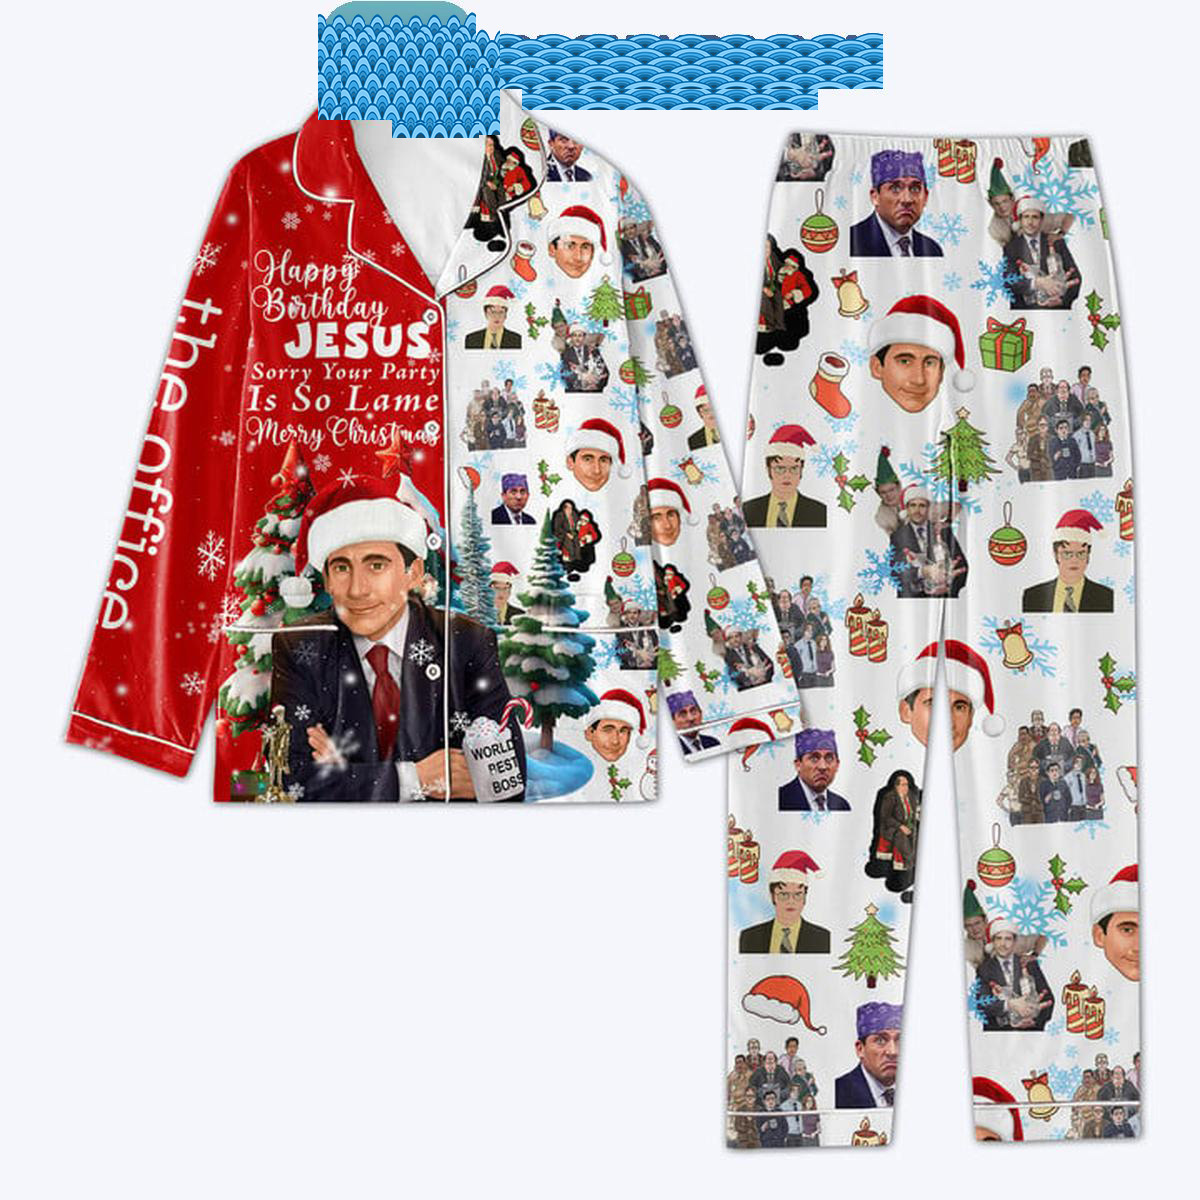 the office
Happy
Birthday
JESUS
Sorry Your Party
Is So Lame
Merry Christmas
WORLD
BEST
BOSS